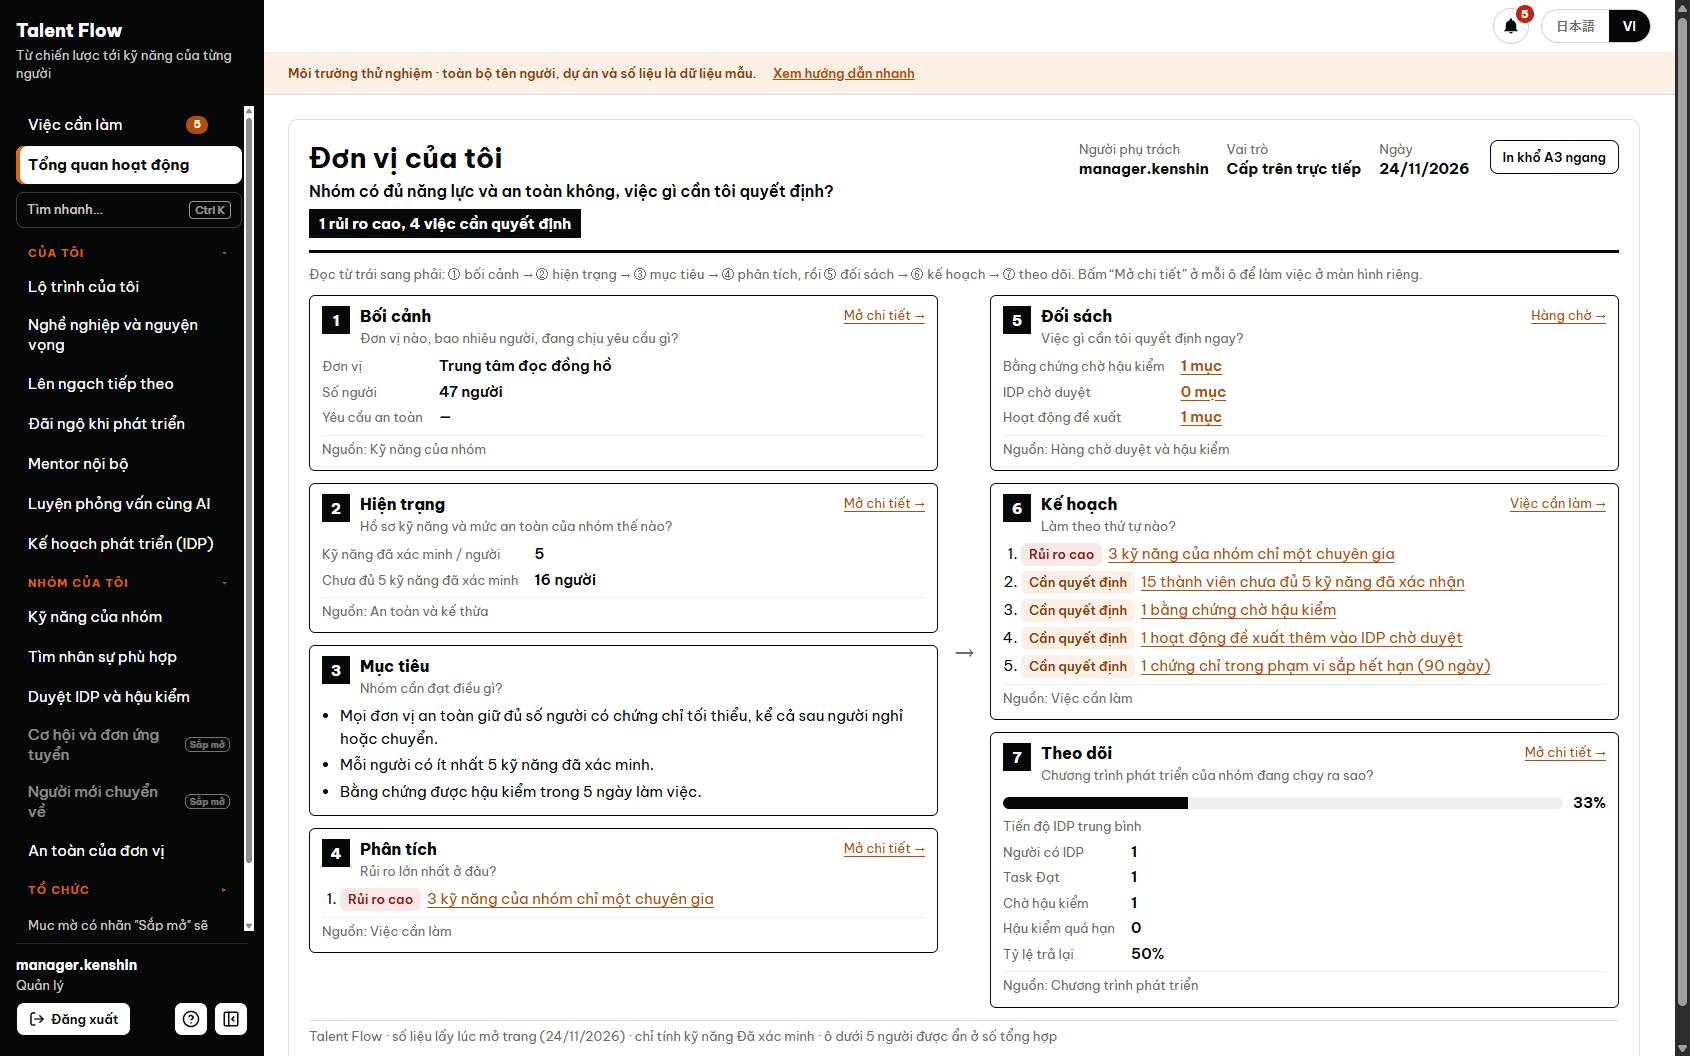 Talent Flow
Từ chiến lược tới kỹ năng của từng
người
Việc cần làm 5
Tổng quan hoạt động
Tìm nhanh... Ctrl K
CỦA TÔI
Lộ trình của tôi
Nghề nghiệp và nguyện
vọng
Lên ngạch tiếp theo
Đãi ngộ khi phát triển
Mentor nội bộ
Luyện phỏng vấn cùng AI
Kế hoạch phát triển (IDP)
NHÓM CỦA TÔI
Kỹ năng của nhóm
Tìm nhân sự phù hợp
Duyệt IDP và hậu kiểm
Cơ hội và đơn ứng
tuyển
Sắp mở
Người mới chuyển
về
Sắp mở
An toàn của đơn vị
TỔ CHỨC
Mục mờ có nhãn "Sắp mở" sẽ
manager.kenshin
Quản lý
Đăng xuất
5
日本語 VI
Môi trường thử nghiệm · toàn bộ tên người, dự án và số liệu là dữ liệu mẫu. Xem hướng dẫn nhanh
Đơn vị của tôi
Nhóm có đủ năng lực và an toàn không, việc gì cần tôi quyết định?
1 rủi ro cao, 4 việc cần quyết định
Người phụ trách
manager.kenshin
Vai trò
Cấp trên trực tiếp
Ngày
24/11/2026
In khổ A3 ngang
Đọc từ trái sang phải: ① bối cảnh → ② hiện trạng → ③ mục tiêu → ④ phân tích, rồi ⑤ đối sách → ⑥ kế hoạch → ⑦ theo dõi. Bấm “Mở chi tiết” ở mỗi ô để làm việc ở màn hình riêng.
1 Bối cảnh Mở chi tiết →
Đơn vị nào, bao nhiêu người, đang chịu yêu cầu gì?
Đơn vị Trung tâm đọc đồng hồ
Số người 47 người
Yêu cầu an toàn —
Nguồn: Kỹ năng của nhóm
2 Hiện trạng Mở chi tiết →
Hồ sơ kỹ năng và mức an toàn của nhóm thế nào?
Kỹ năng đã xác minh / người 5
Chưa đủ 5 kỹ năng đã xác minh 16 người
Nguồn: An toàn và kế thừa
3 Mục tiêu
Nhóm cần đạt điều gì?
• Mọi đơn vị an toàn giữ đủ số người có chứng chỉ tối thiểu, kể cả sau người nghỉ
hoặc chuyển.
• Mỗi người có ít nhất 5 kỹ năng đã xác minh.
• Bằng chứng được hậu kiểm trong 5 ngày làm việc.
4 Phân tích Mở chi tiết →
Rủi ro lớn nhất ở đâu?
1. Rủi ro cao 3 kỹ năng của nhóm chỉ một chuyên gia
Nguồn: Việc cần làm
→
5 Đối sách Hàng chờ →
Việc gì cần tôi quyết định ngay?
Bằng chứng chờ hậu kiểm 1 mục
IDP chờ duyệt 0 mục
Hoạt động đề xuất 1 mục
Nguồn: Hàng chờ duyệt và hậu kiểm
6 Kế hoạch Việc cần làm →
Làm theo thứ tự nào?
1. Rủi ro cao 3 kỹ năng của nhóm chỉ một chuyên gia
2. Cần quyết định 15 thành viên chưa đủ 5 kỹ năng đã xác nhận
3. Cần quyết định 1 bằng chứng chờ hậu kiểm
4. Cần quyết định 1 hoạt động đề xuất thêm vào IDP chờ duyệt
5. Cần quyết định 1 chứng chỉ trong phạm vi sắp hết hạn (90 ngày)
Nguồn: Việc cần làm
7 Theo dõi Mở chi tiết →
Chương trình phát triển của nhóm đang chạy ra sao?
33%
Tiến độ IDP trung bình
Người có IDP 1
Task Đạt 1
Chờ hậu kiểm 1
Hậu kiểm quá hạn 0
Tỷ lệ trả lại 50%
Nguồn: Chương trình phát triển
Talent Flow · số liệu lấy lúc mở trang (24/11/2026) · chỉ tính kỹ năng Đã xác minh · ô dưới 5 người được ẩn ở số tổng hợp